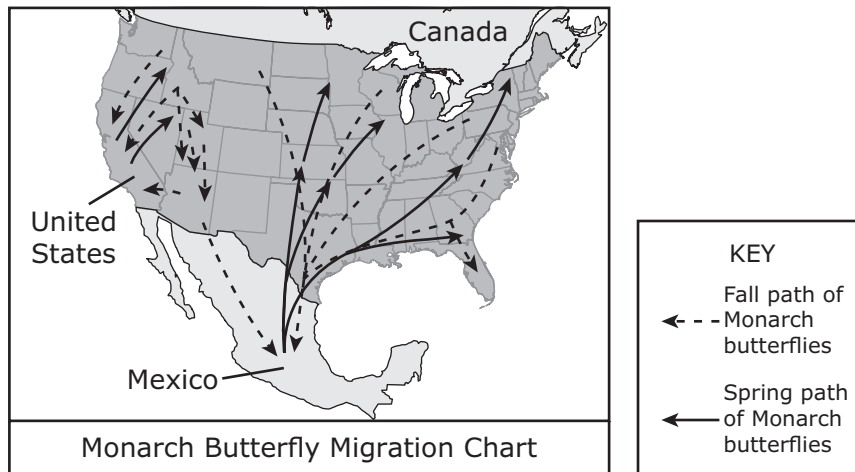 Canada
United
States
Mexico
Monarch Butterfly Migration Chart
KEY
Fall path of
Monarch
butterflies
Spring path
of Monarch
butterflies